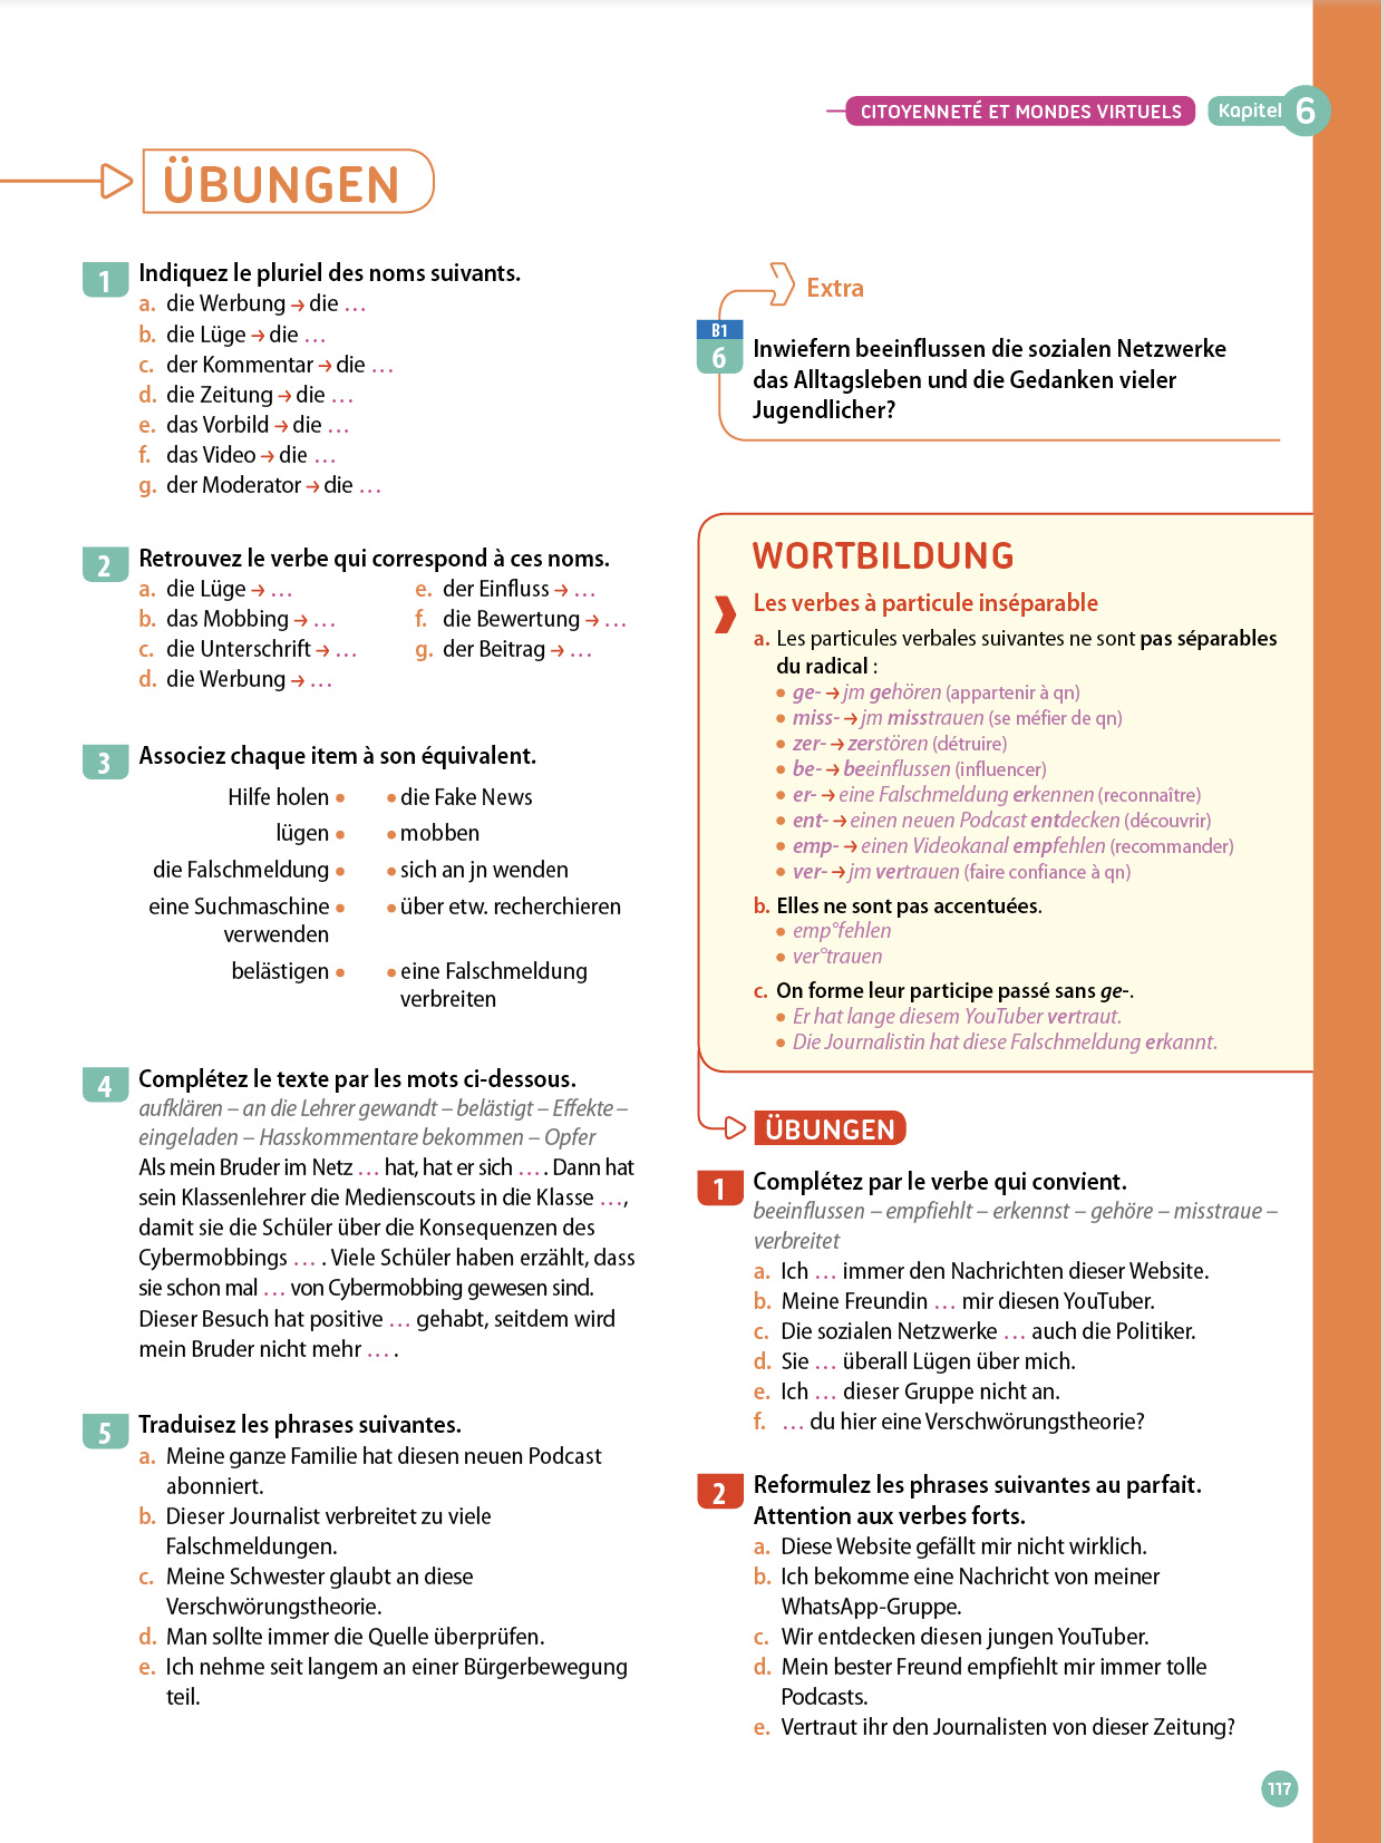 CITOYENNETÉ ET MONDES VIRTUELS Kapitel 6
ÜBUNGEN
1 Indiquez le pluriel des noms suivants.
a. die Werbung → die …
b. die Lüge → die …
c. der Kommentar → die …
d. die Zeitung → die …
e. das Vorbild → die …
f. das Video → die …
g. der Moderator → die …
2 Retrouvez le verbe qui correspond à ces noms.
a. die Lüge → …
b. das Mobbing → …
c. die Unterschrift → …
d. die Werbung → …
e. der Einfluss → …
f. die Bewertung → …
g. der Beitrag → …
3 Associez chaque item à son équivalent.
Hilfe holen • • die Fake News
lügen • • mobben
die Falschmeldung • • sich an jn wenden
eine Suchmaschine • • über etw. recherchieren
verwenden
belästigen • • eine Falschmeldung
verbreiten
4 Complétez le texte par les mots ci-dessous.
aufklären – an die Lehrer gewandt – belästigt – Effekte –
eingeladen – Hasskommentare bekommen – Opfer
Als mein Bruder im Netz … hat, hat er sich … . Dann hat
sein Klassenlehrer die Medienscouts in die Klasse …,
damit sie die Schüler über die Konsequenzen des
Cybermobbings … . Viele Schüler haben erzählt, dass
sie schon mal … von Cybermobbing gewesen sind.
Dieser Besuch hat positive … gehabt, seitdem wird
mein Bruder nicht mehr … .
5 Traduisez les phrases suivantes.
a. Meine ganze Familie hat diesen neuen Podcast
abonniert.
b. Dieser Journalist verbreitet zu viele
Falschmeldungen.
c. Meine Schwester glaubt an diese
Verschwörungstheorie.
d. Man sollte immer die Quelle überprüfen.
e. Ich nehme seit langem an einer Bürgerbewegung
teil.
Extra
B1
6 Inwiefern beeinflussen die sozialen Netzwerke
das Alltagsleben und die Gedanken vieler
Jugendlicher?
WORTBILDUNG
Les verbes à particule inséparable
a. Les particules verbales suivantes ne sont pas séparables
du radical :
• ge- → jm gehören (appartenir à qn)
• miss- → jm misstrauen (se méfier de qn)
• zer- → zerstören (détruire)
• be- → beeinflussen (influencer)
• er- → eine Falschmeldung erkennen (reconnaître)
• ent- → einen neuen Podcast entdecken (découvrir)
• emp- → einen Videokanal empfehlen (recommander)
• ver- → jm vertrauen (faire confiance à qn)
b. Elles ne sont pas accentuées.
• emp°fehlen
• ver°trauen
c. On forme leur participe passé sans ge-.
• Er hat lange diesem YouTuber vertraut.
• Die Journalistin hat diese Falschmeldung erkannt.
ÜBUNGEN
1 Complétez par le verbe qui convient.
beeinflussen – empfiehlt – erkennst – gehöre – misstraue –
verbreitet
a. Ich … immer den Nachrichten dieser Website.
b. Meine Freundin … mir diesen YouTuber.
c. Die sozialen Netzwerke … auch die Politiker.
d. Sie … überall Lügen über mich.
e. Ich … dieser Gruppe nicht an.
f. … du hier eine Verschwörungstheorie?
2 Reformulez les phrases suivantes au parfait.
Attention aux verbes forts.
a. Diese Website gefällt mir nicht wirklich.
b. Ich bekomme eine Nachricht von meiner
WhatsApp-Gruppe.
c. Wir entdecken diesen jungen YouTuber.
d. Mein bester Freund empfiehlt mir immer tolle
Podcasts.
e. Vertraut ihr den Journalisten von dieser Zeitung?
117